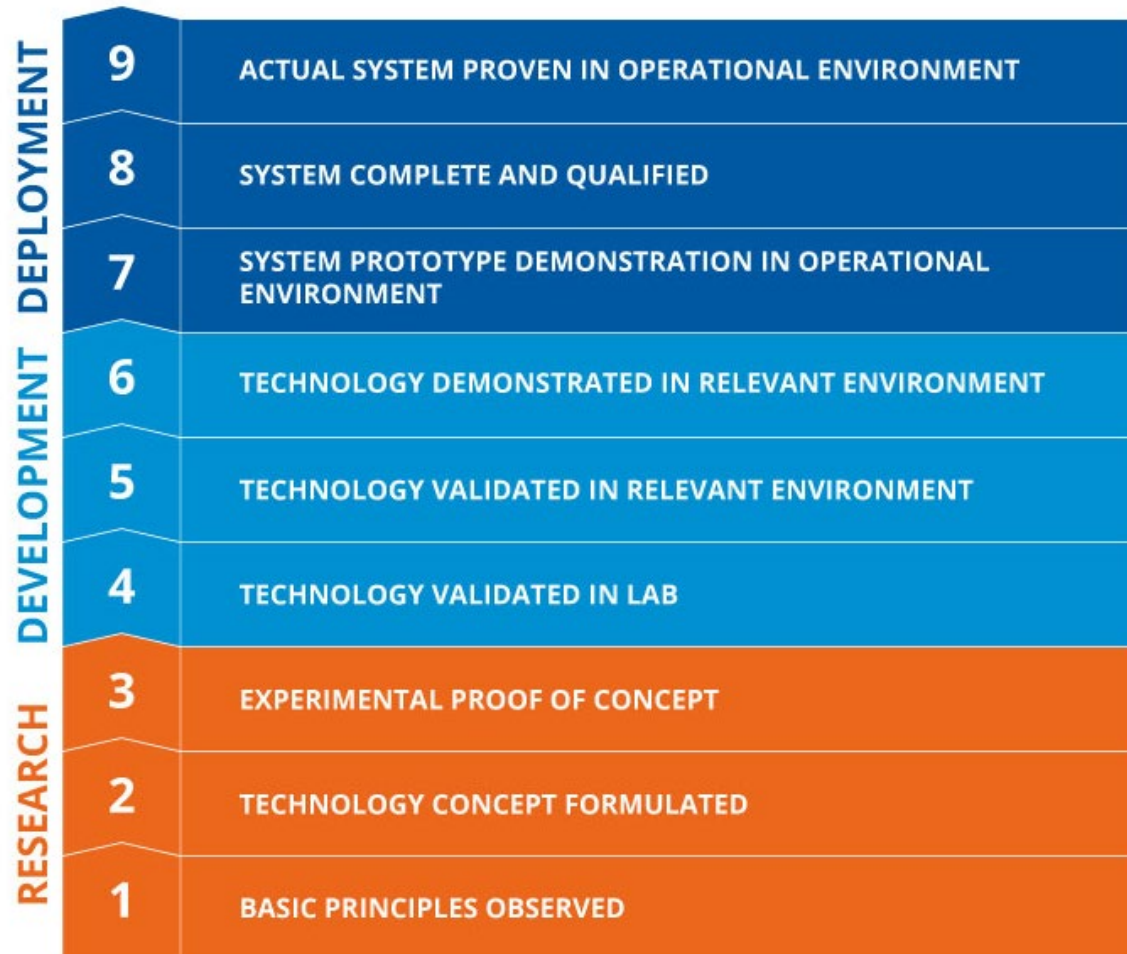 DEPLOYMENT
9
ACTUAL SYSTEM PROVEN IN OPERATIONAL ENVIRONMENT
8
SYSTEM COMPLETE AND QUALIFIED
7
SYSTEM PROTOTYPE DEMONSTRATION IN OPERATIONAL
ENVIRONMENT
DEVELOPMENT
6
TECHNOLOGY DEMONSTRATED IN RELEVANT ENVIRONMENT
5
TECHNOLOGY VALIDATED IN RELEVANT ENVIRONMENT
4
TECHNOLOGY VALIDATED IN LAB
RESEARCH
3
EXPERIMENTAL PROOF OF CONCEPT
2
TECHNOLOGY CONCEPT FORMULATED
1
BASIC PRINCIPLES OBSERVED